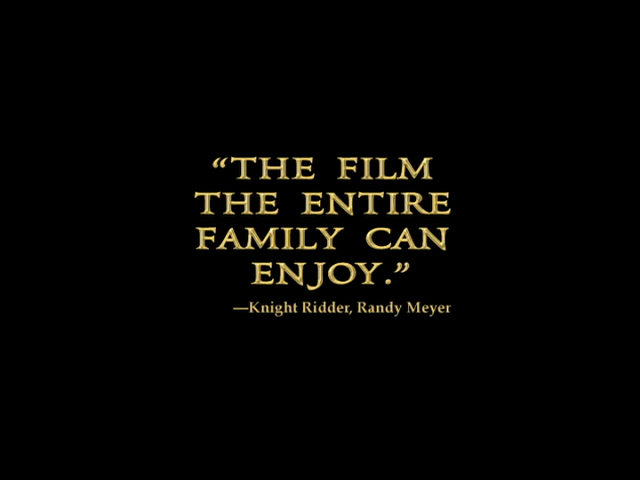 “THE FILM
THE ENTIRE
FAMILY CAN
ENJOY.”
—Knight Ridder, Randy Meyer